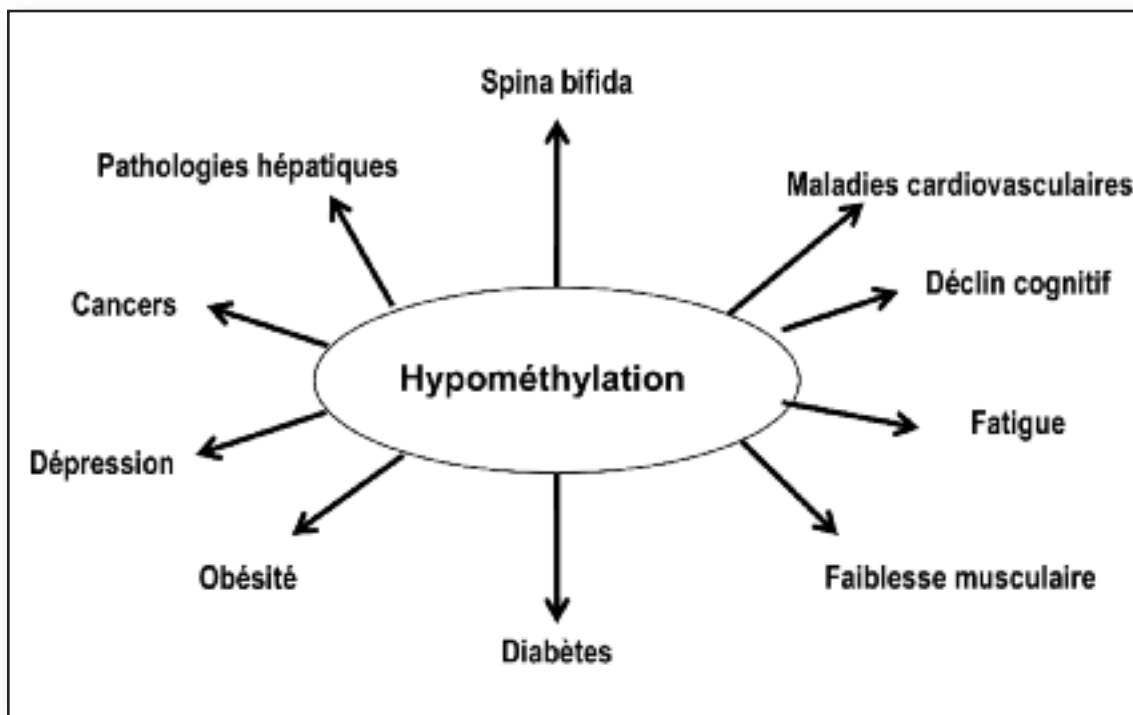 Spina bifida
Pathologies hépatiques
Maladies cardiovasculaires
Déclin cognitif
Cancers
Hypométhylation
Fatigue
Dépression
Obésité
Faiblesse musculaire
Diabètes